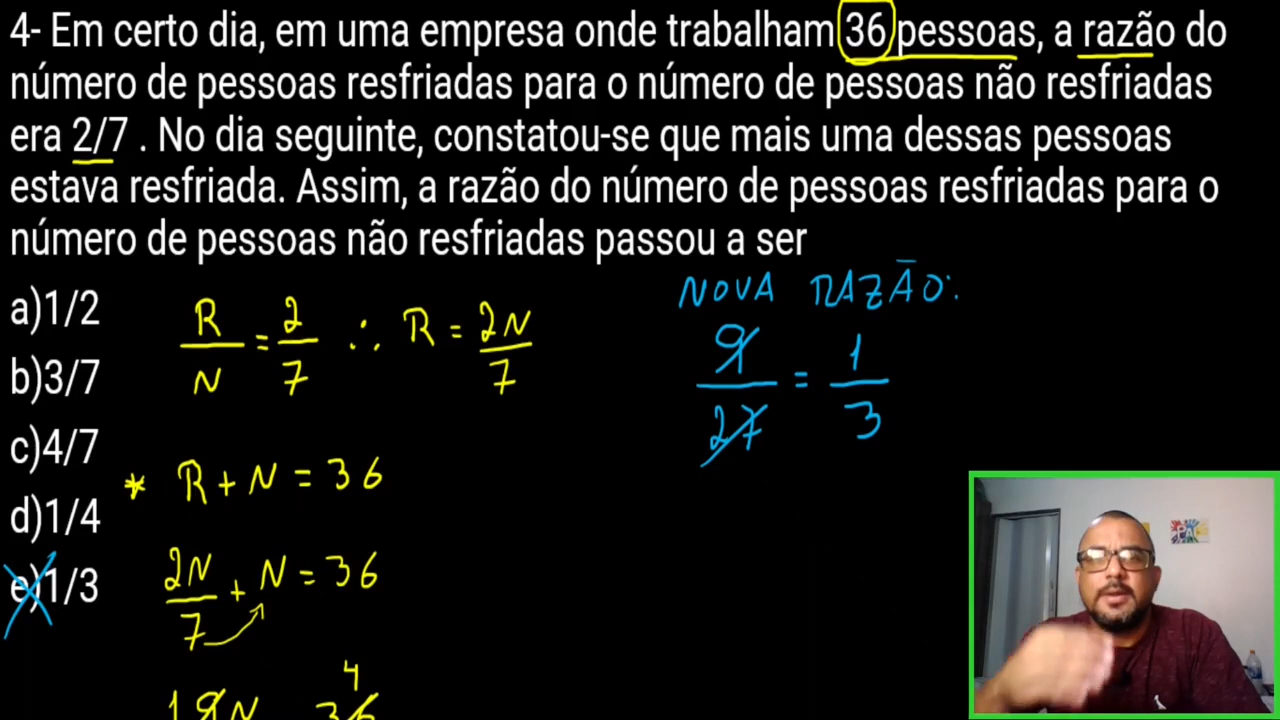 4- Em certo dia, em uma empresa onde trabalham 36 pessoas, a razão do
número de pessoas resfriadas para o número de pessoas não resfriadas
era 2/7 . No dia seguinte, constatou-se que mais uma dessas pessoas
estava resfriada. Assim, a razão do número de pessoas resfriadas para o
número de pessoas não resfriadas passou a ser
a)1/2
b)3/7
c)4/7
d)1/4
e)1/3
R/N = 2/7 ∴ R = 2N/7
* R + N = 36
2N/7 + N = 36
4
NOVA RAZÃO:
9/27 = 1/3